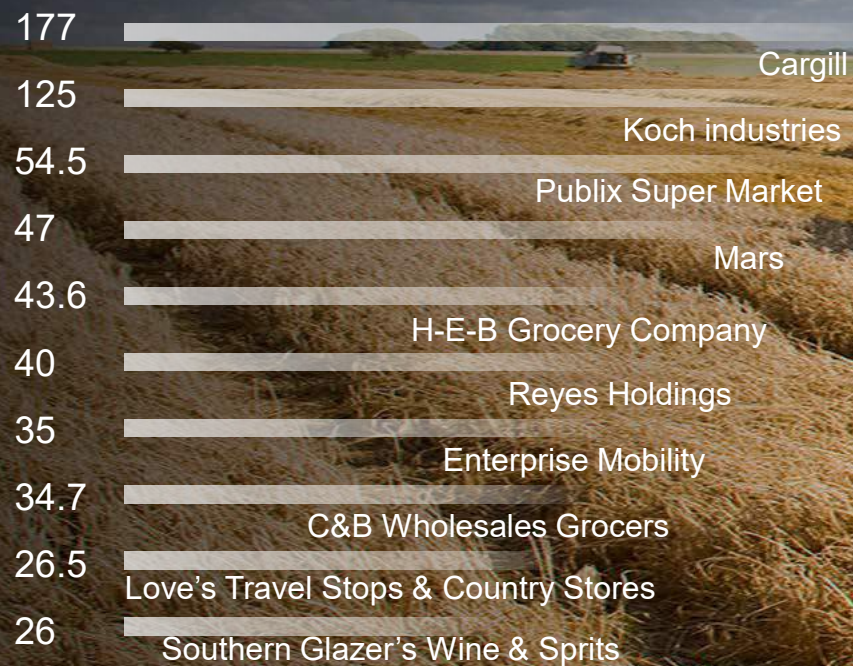 177
Cargill
125
Koch industries
54.5
Publix Super Market
47
Mars
43.6
H-E-B Grocery Company
40
Reyes Holdings
35
Enterprise Mobility
34.7
C&B Wholesales Grocers
26.5
Love's Travel Stops & Country Stores
26
Southern Glazer's Wine & Sprits